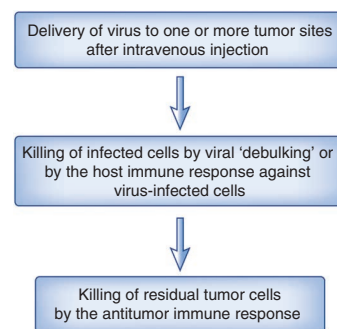 Delivery of virus to one or more tumor sites
after intravenous injection
Killing of infected cells by viral ‘debulking’ or
by the host immune response against
virus-infected cells
Killing of residual tumor cells
by the antitumor immune response